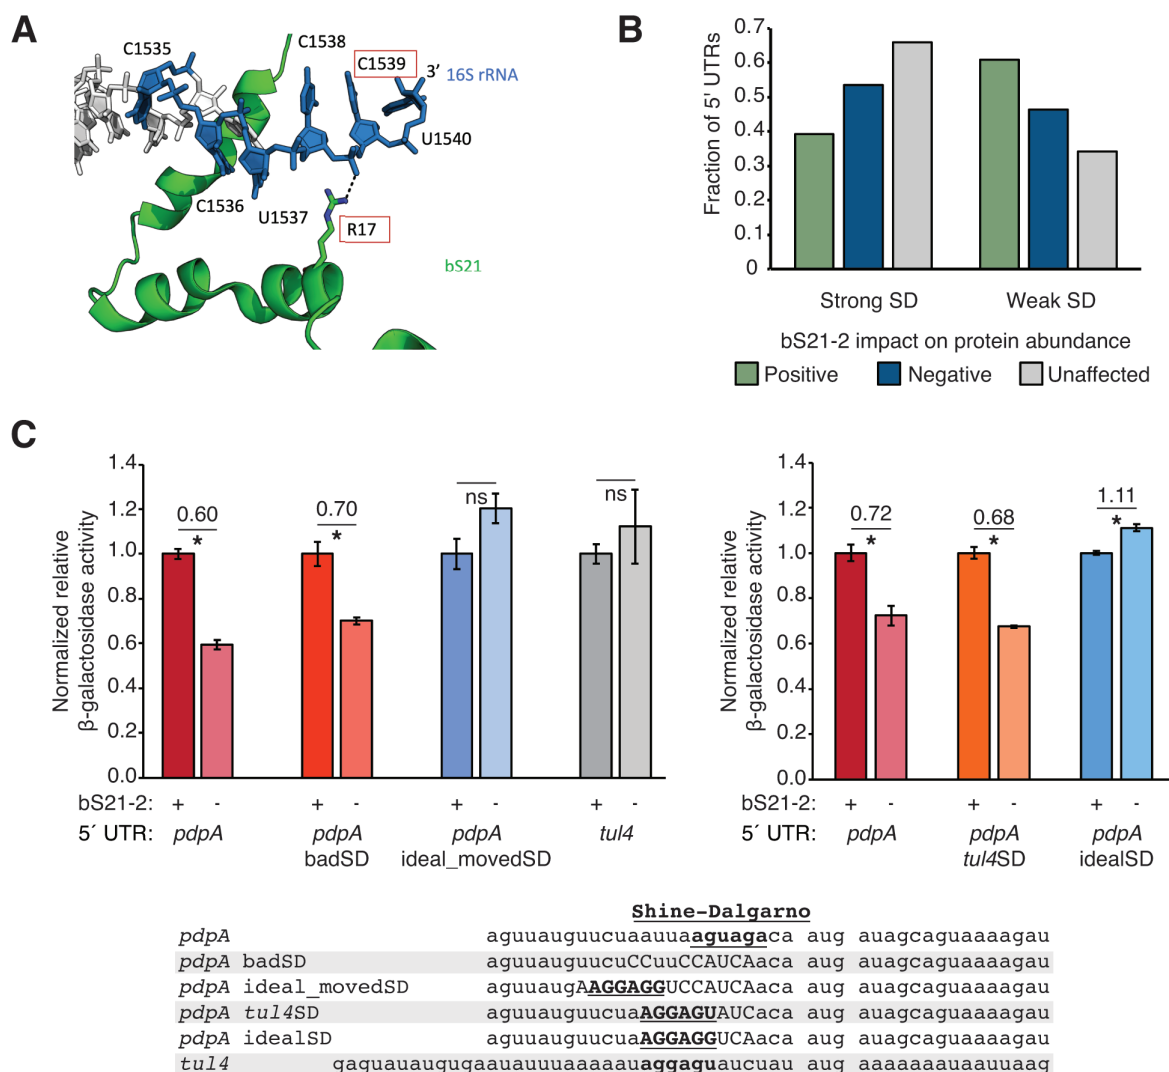 A
C1535
C1538
C1539
3’ 16S rRNA
U1540
C1536
U1537
R17
bS21
B
Fraction of 5' UTRs
0.7
0.6
0.5
0.4
0.3
0.2
0.1
0
Strong SD Weak SD
bS21-2 impact on protein abundance
Positive Negative Unaffected
C
Normalized relative
β-galactosidase activity
1.4
1.2
1.0
0.8
0.6
0.4
0.2
0.0
0.60
*
0.70
*
ns
ns
bS21-2: + - + - + - + -
5´ UTR: pdpA pdpA pdpA tul4
badSD ideal_movedSD
Normalized relative
β-galactosidase activity
1.4
1.2
1.0
0.8
0.6
0.4
0.2
0.0
0.72
*
0.68
*
1.11
*
bS21-2: + - + - + -
5´ UTR: pdpA pdpA pdpA
tul4SD idealSD
Shine-Dalgarno
pdpA aguuauguucuaauuaaguagaca aug auagcaguaaaagau
pdpA badSD aguuauguucuCCuuCCAUCAaca aug auagcaguaaaagau
pdpA ideal_movedSD aguuaugAAGGAGGUCCAUCAaca aug auagcaguaaaagau
pdpA tul4SD aguuauguucuaAGGAGUAUCaca aug auagcaguaaaagau
pdpA idealSD aguuauguucuaAGGAGGUCAaca aug auagcaguaaaagau
tul4 gaguauaugugaauuuuaaaaauaggaguaucuau aug aaaaaauuaauuaag